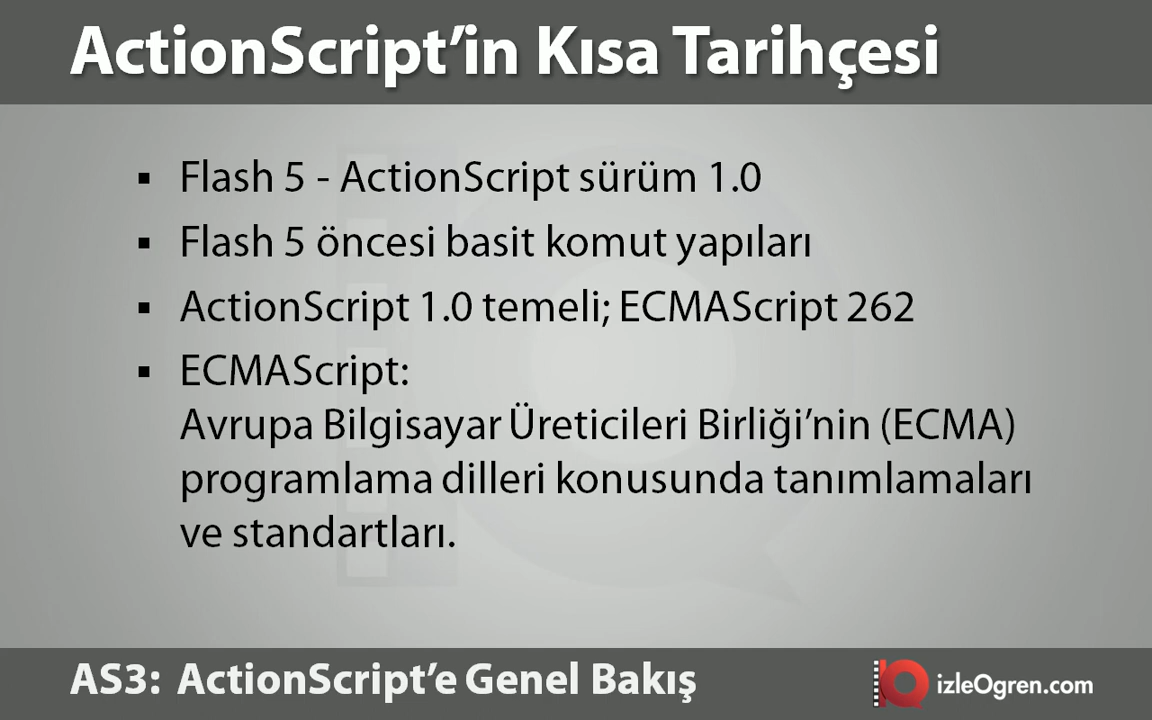 ActionScript’in Kısa Tarihçesi
▪ Flash 5 - ActionScript sürüm 1.0
▪ Flash 5 öncesi basit komut yapıları
▪ ActionScript 1.0 temeli; ECMAScript 262
▪ ECMAScript:
Avrupa Bilgisayar Üreticileri Birliği’nin (ECMA)
programlama dilleri konusunda tanımlamaları
ve standartları.
AS3: ActionScript’e Genel Bakış
izleOgren.com